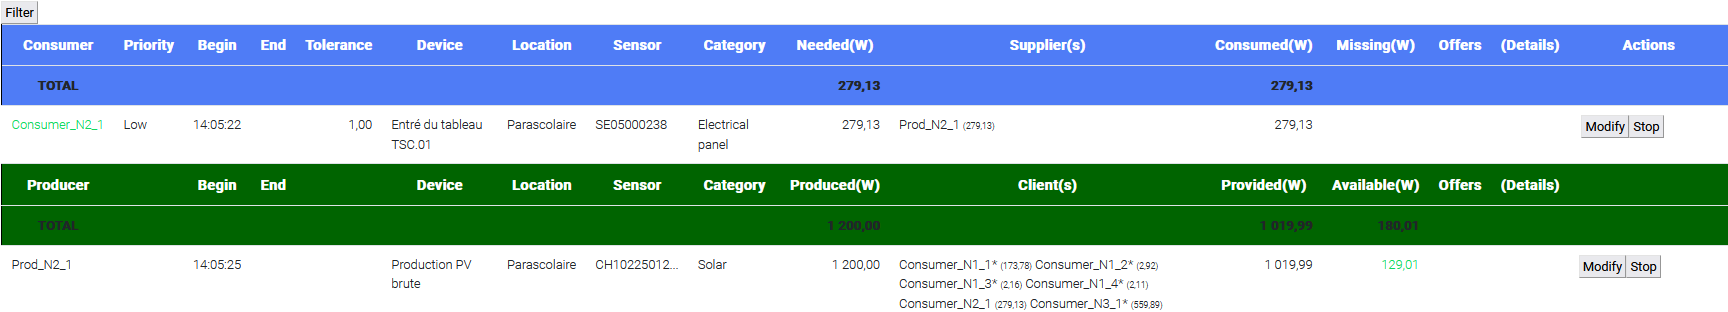 Filter
Consumer Priority Begin End Tolerance Device Location Sensor Category Needed(W) Supplier(s) Consumed(W) Missing(W) Offers (Details) Actions
TOTAL 279,13 279,13
Consumer_N2_1 Low 14:05:22 1,00 Entré du tableau Parascolaire SE05000238 Electrical 279,13 Prod_N2_1 (279,13) 279,13 Modify Stop
TSC.01 panel
Producer Begin End Device Location Sensor Category Produced(W) Client(s) Provided(W) Available(W) Offers (Details)
TOTAL 1 200,00 1 019,99 180,01
Prod_N2_1 14:05:25 Production PV Parascolaire CH10225012... Solar 1 200,00 Consumer_N1_1* (173,78) Consumer_N1_2* (2,92) 1 019,99 129,01 Modify Stop
brute Consumer_N1_3* (2,16) Consumer_N1_4* (2,11)
Consumer_N2_1 (279,13) Consumer_N3_1* (559,89)